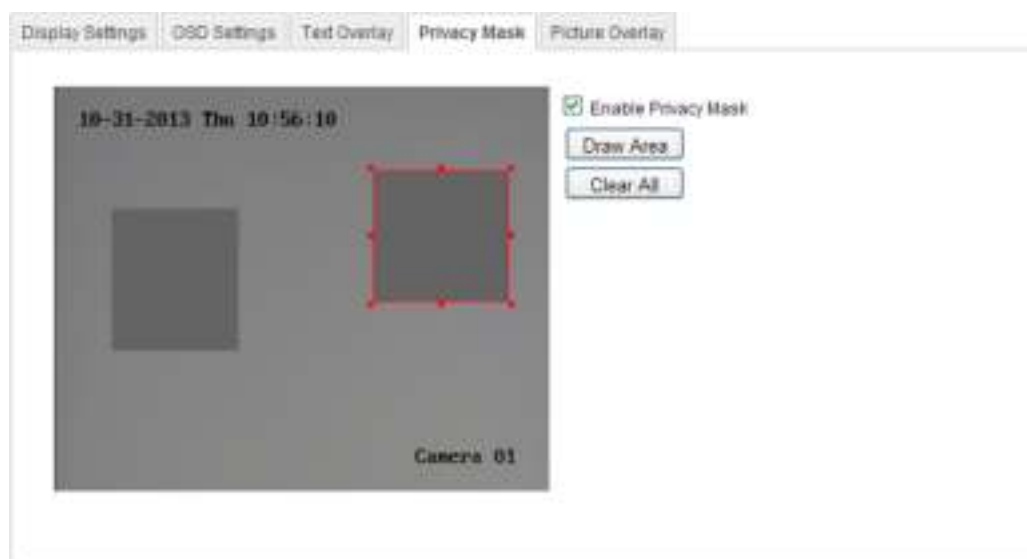 Display Settings OSD Settings Text Overlay Privacy Mask Picture Overlay
10-31-2013 Thu 10:56:10
Enable Privacy Mask
Draw Area
Clear All
Camera 01